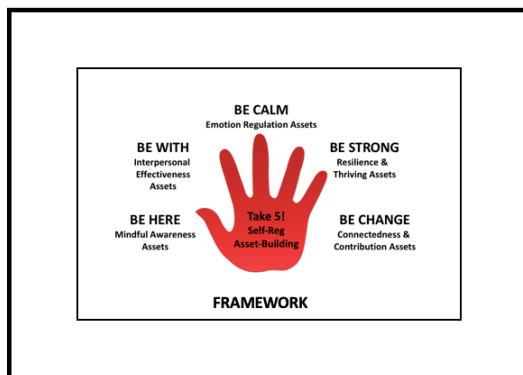 BE CALM
Emotion Regulation Assets
BE WITH
Interpersonal
Effectiveness
Assets
BE STRONG
Resilience &
Thriving Assets
BE HERE
Mindful Awareness
Assets
Take 5!
Self-Reg
Asset-Building
BE CHANGE
Connectedness &
Contribution Assets
FRAMEWORK